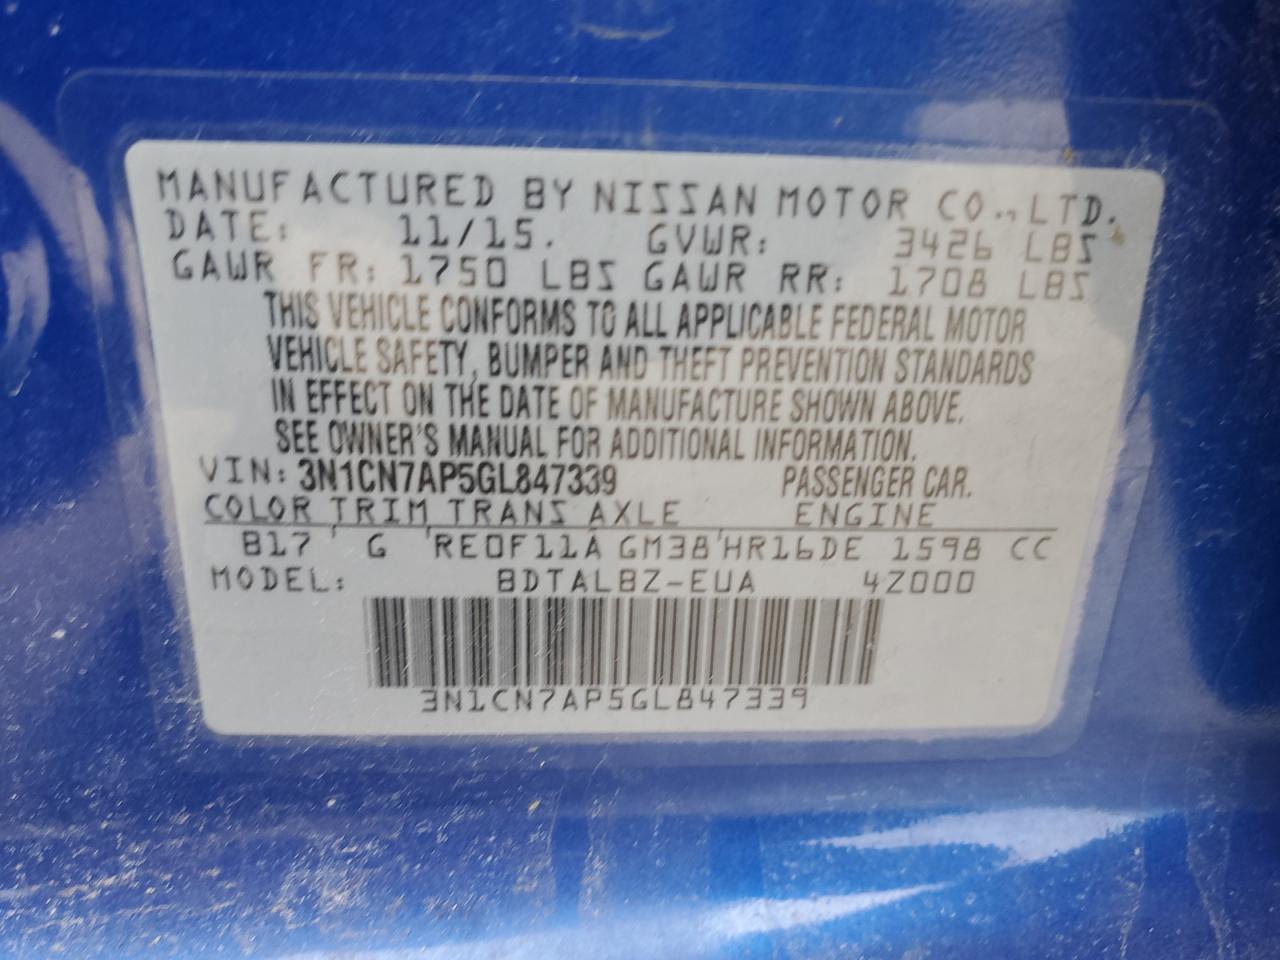 MANUFACTURED BY NISSAN MOTOR CO., LTD.
DATE: 11/15. GVWR: 3426 LBS
GAWR FR: 1750 LBS GAWR RR: 1708 LBS
THIS VEHICLE CONFORMS TO ALL APPLICABLE FEDERAL MOTOR
VEHICLE SAFETY, BUMPER AND THEFT PREVENTION STANDARDS
IN EFFECT ON THE DATE OF MANUFACTURE SHOWN ABOVE.
SEE OWNER'S MANUAL FOR ADDITIONAL INFORMATION.
VIN: 3N1CN7AP5GL847339 PASSENGER CAR.
COLOR TRIM TRANS AXLE ENGINE
B17 G RE0F11A GM38 HR16DE 1598 CC
MODEL: BDTALBZ-EUA 4Z000
3N1CN7AP5GL847339